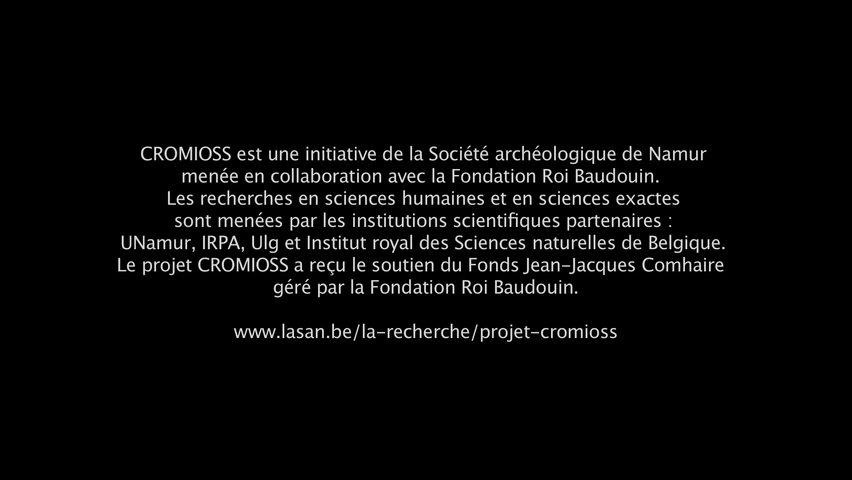 CROMIOSS est une initiative de la Société archéologique de Namur
menée en collaboration avec la Fondation Roi Baudouin.
Les recherches en sciences humaines et en sciences exactes
sont menées par les institutions scientifiques partenaires :
UNamur, IRPA, Ulg et Institut royal des Sciences naturelles de Belgique.
Le projet CROMIOSS a reçu le soutien du Fonds Jean-Jacques Comhaire
géré par la Fondation Roi Baudouin.
www.lasan.be/la-recherche/projet-cromioss